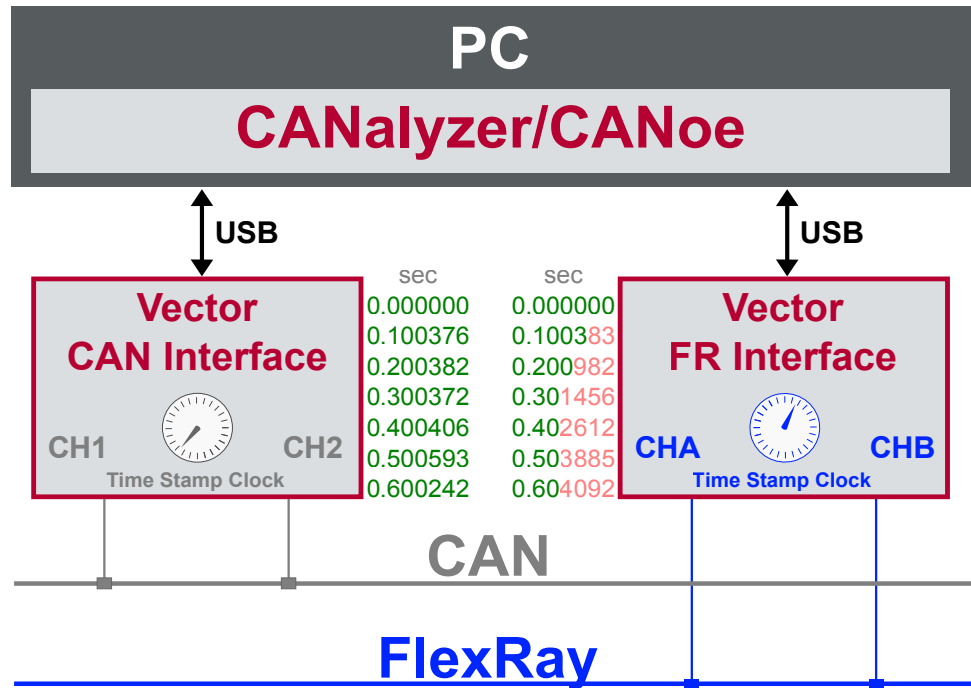 PC
CANalyzer/CANoe
USB
USB
Vector
CAN Interface
CH1
CH2
Time Stamp Clock
sec
0.000000
0.100376
0.200382
0.300372
0.400406
0.500593
0.600242
sec
0.000000
0.100383
0.200982
0.301456
0.402612
0.503885
0.604092
Vector
FR Interface
CHA
CHB
Time Stamp Clock
CAN
FlexRay